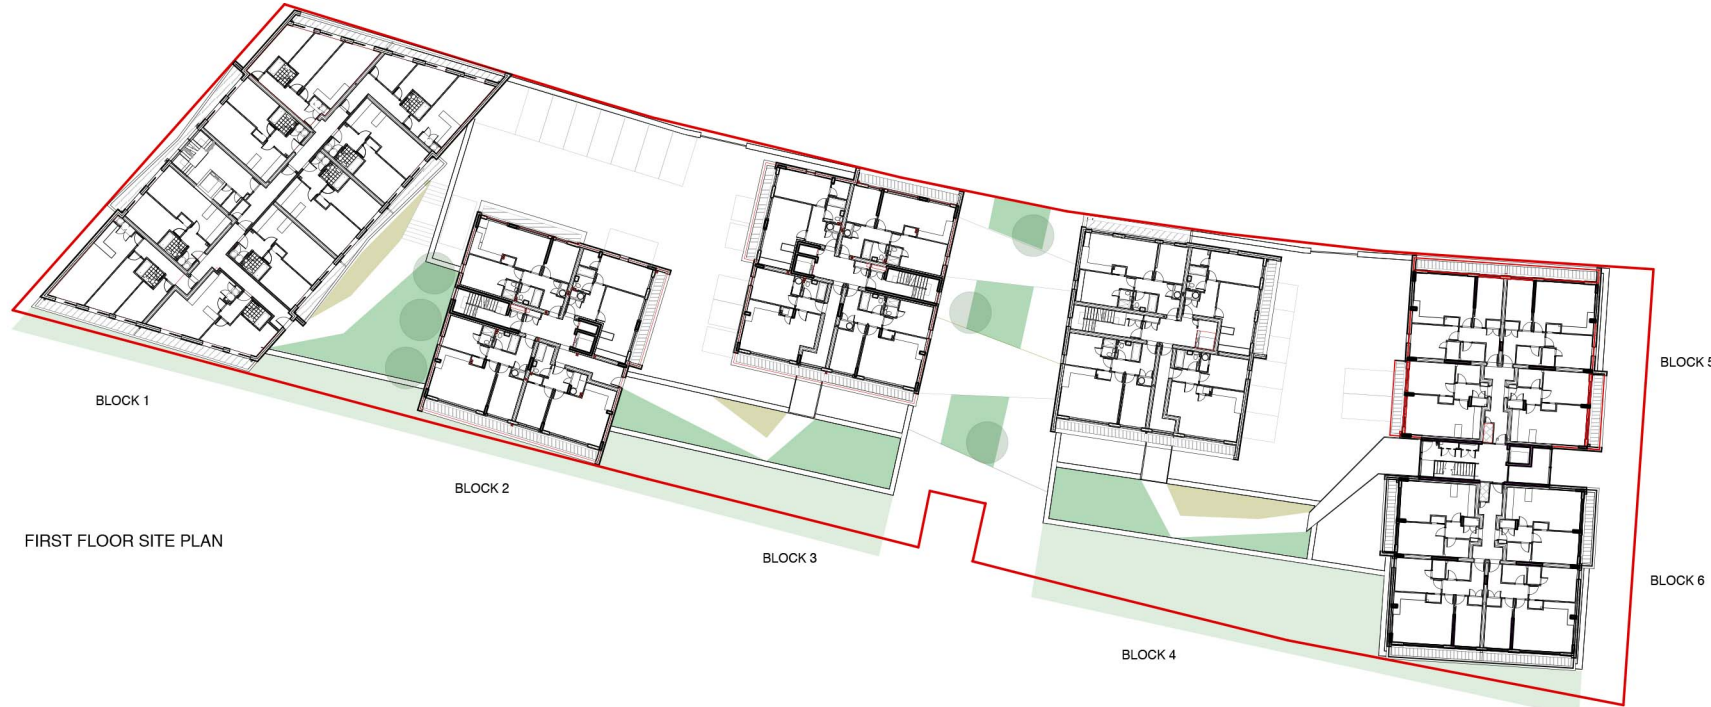 BLOCK 1
BLOCK 2
FIRST FLOOR SITE PLAN
BLOCK 3
BLOCK 4
BLOCK 5
BLOCK 6